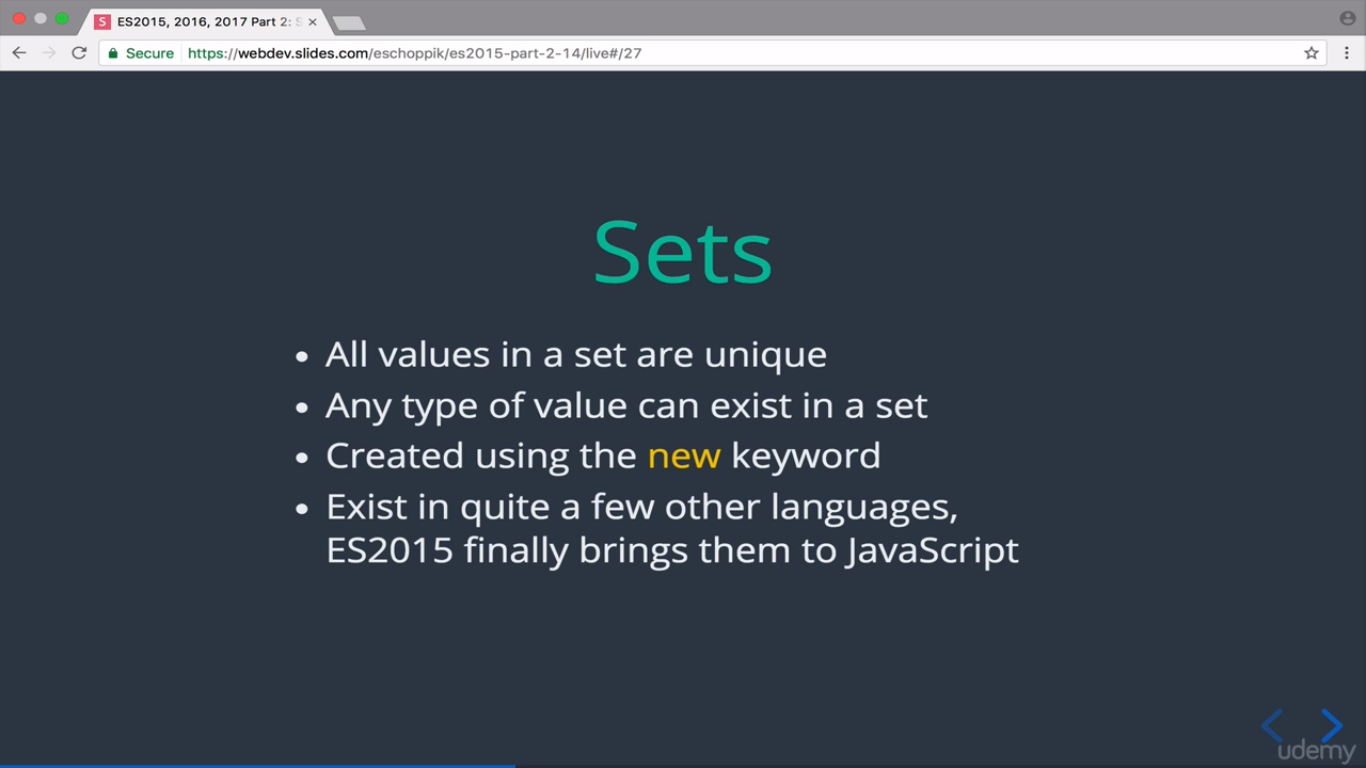 S ES2015, 2016, 2017 Part 2: S
Secure https://webdev.slides.com/eschoppik/es2015-part-2-14/live#/27
Sets
• All values in a set are unique
• Any type of value can exist in a set
• Created using the new keyword
• Exist in quite a few other languages,
ES2015 finally brings them to JavaScript
udemy